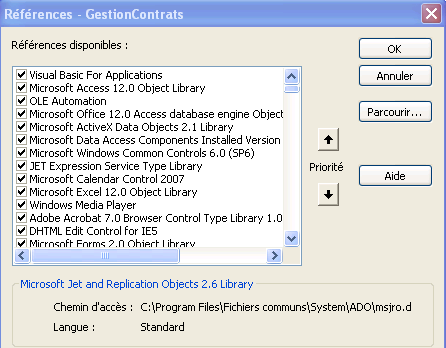 Références - GestionContrats
Références disponibles :
OK
Annuler
Parcourir...
Aide
Visual Basic For Applications
Microsoft Access 12.0 Object Library
OLE Automation
Microsoft Office 12.0 Access database engine Object
Microsoft ActiveX Data Objects 2.1 Library
Microsoft Data Access Components Installed Version
Microsoft Windows Common Controls 6.0 (SP6)
JET Expression Service Type Library
Microsoft Calendar Control 2007
Microsoft Excel 12.0 Object Library
Windows Media Player
Adobe Acrobat 7.0 Browser Control Type Library 1.0
DHTML Edit Control for IE5
Microsoft Forms 2.0 Object Library
Priorité
Microsoft Jet and Replication Objects 2.6 Library
Chemin d'accès : C:\Program Files\Fichiers communs\System\ADO\msjro.d
Langue : Standard